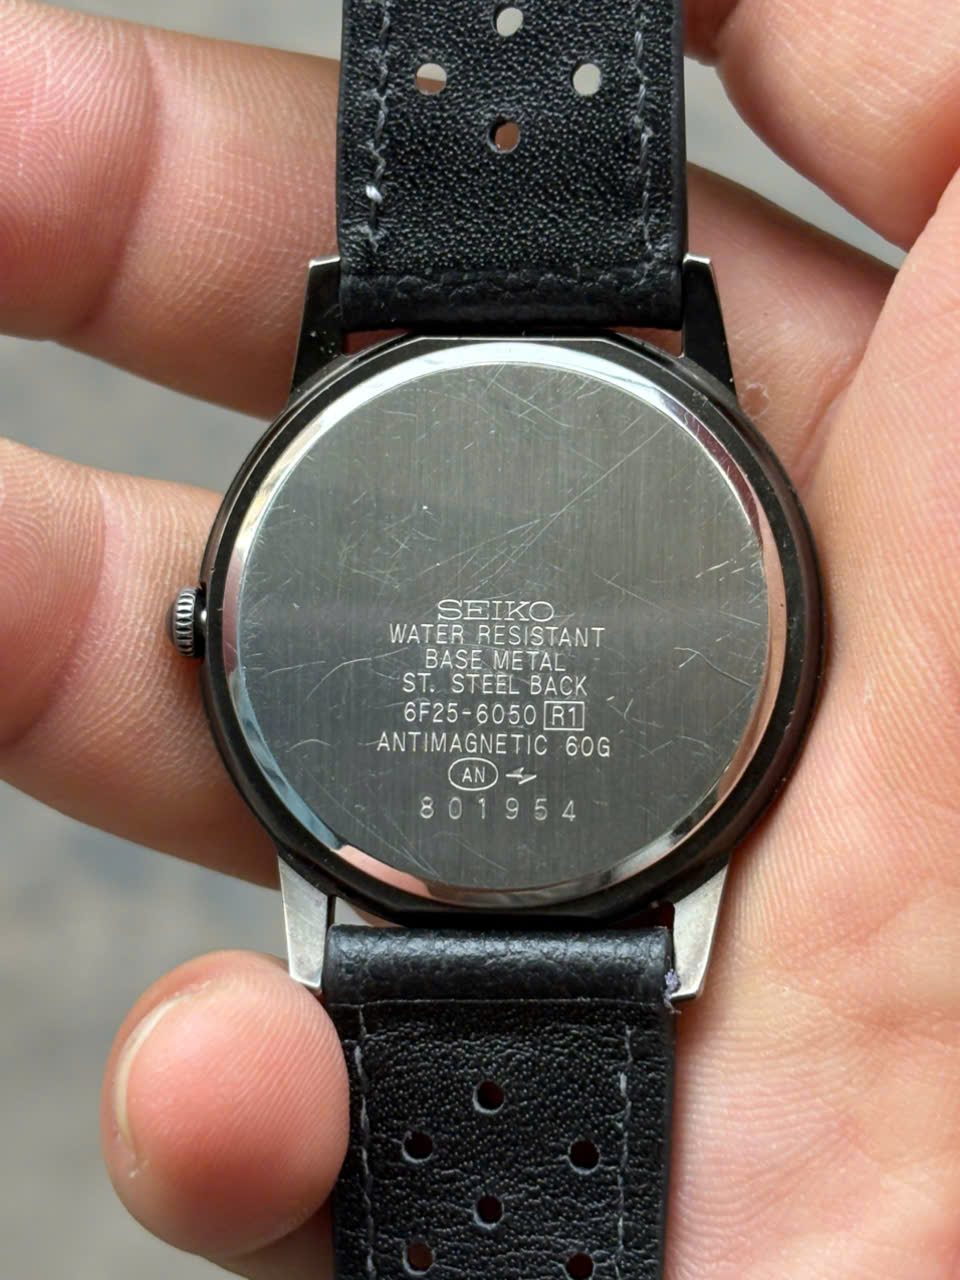 SEIKO
WATER RESISTANT
BASE METAL
ST. STEEL BACK
6F25-6050 R1
ANTIMAGNETIC 60G
AN
801954